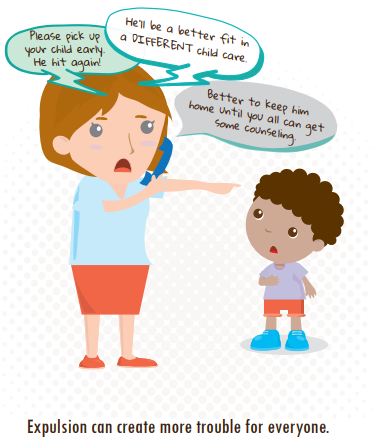 Please pick up
your child early.
He hit again!
He'll be a better fit in
a DIFFERENT child care.
Better to keep him
home until you all can get
some counseling.
Expulsion can create more trouble for everyone.